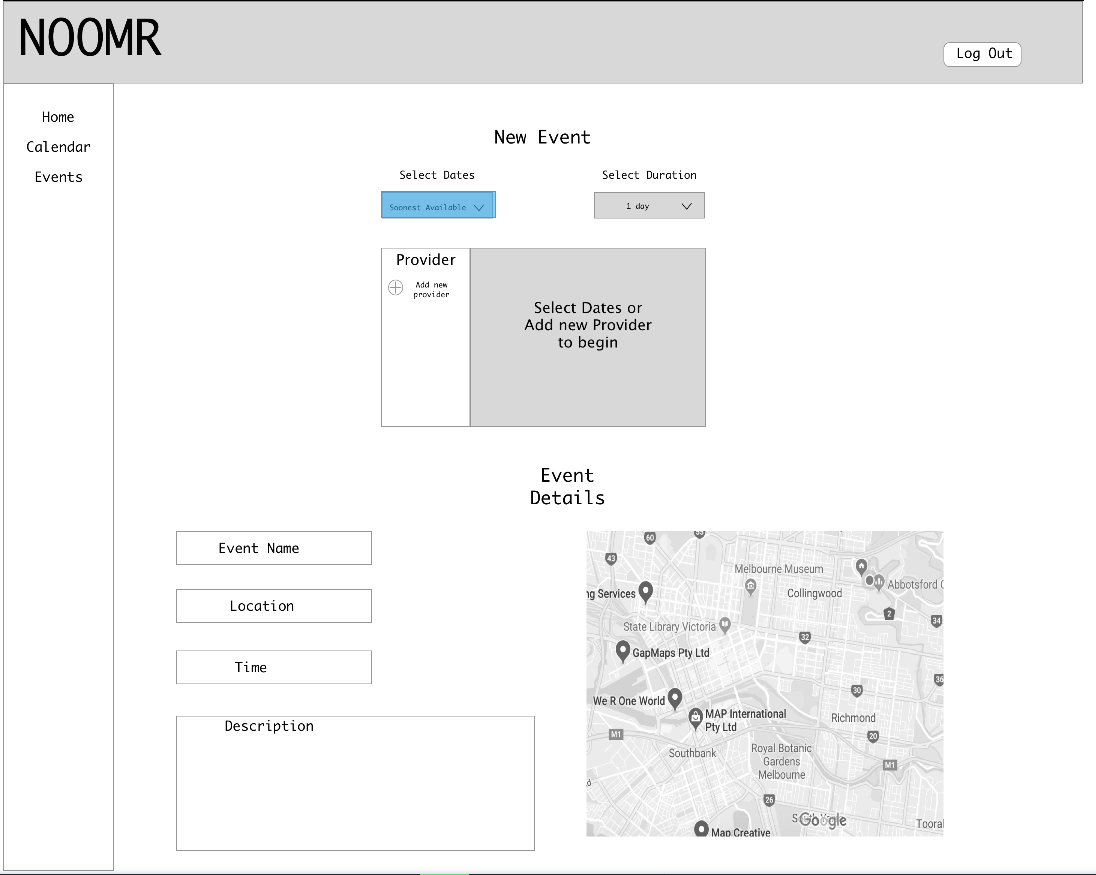 NOOMR
Log Out
Home
Calendar
Events
New Event
Select Dates
Select Duration
Soonest Available
1 day
Provider
Add new
provider
Select Dates or
Add new Provider
to begin
Event
Details
Event Name
Location
Time
Description
60
43
Melbourne Museum
Collingwood
Abbotsford
ng Services
2
34
State Library Victoria
32
GapMaps Pty Ltd
36
We R One World
30
MAP International
Pty Ltd
Richmond
M1
20
Southbank
Royal Botanic
Gardens
Melbourne
M1
26
Google
Toorak
Map Creative